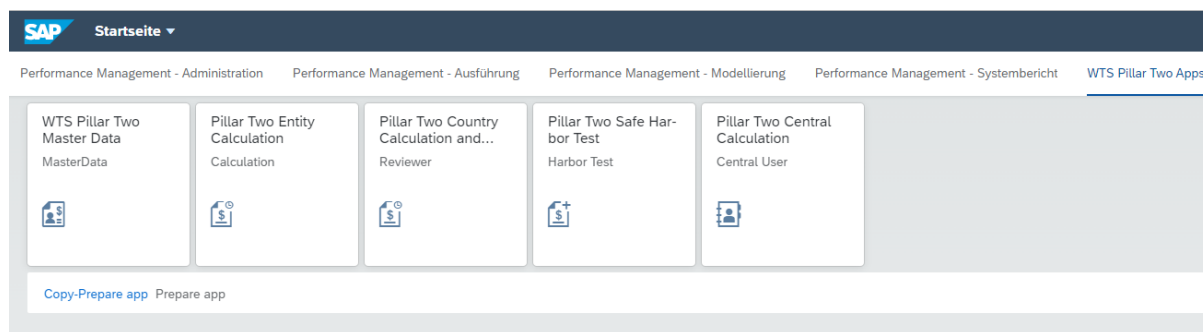 SAP Startseite
Performance Management - Administration Performance Management - Ausführung Performance Management - Modellierung Performance Management - Systembericht WTS Pillar Two Apps
WTS Pillar Two
Master Data
MasterData
Pillar Two Entity
Calculation
Calculation
Pillar Two Country
Calculation and...
Reviewer
Pillar Two Safe Har-
bor Test
Harbor Test
Pillar Two Central
Calculation
Central User
Copy-Prepare app Prepare app